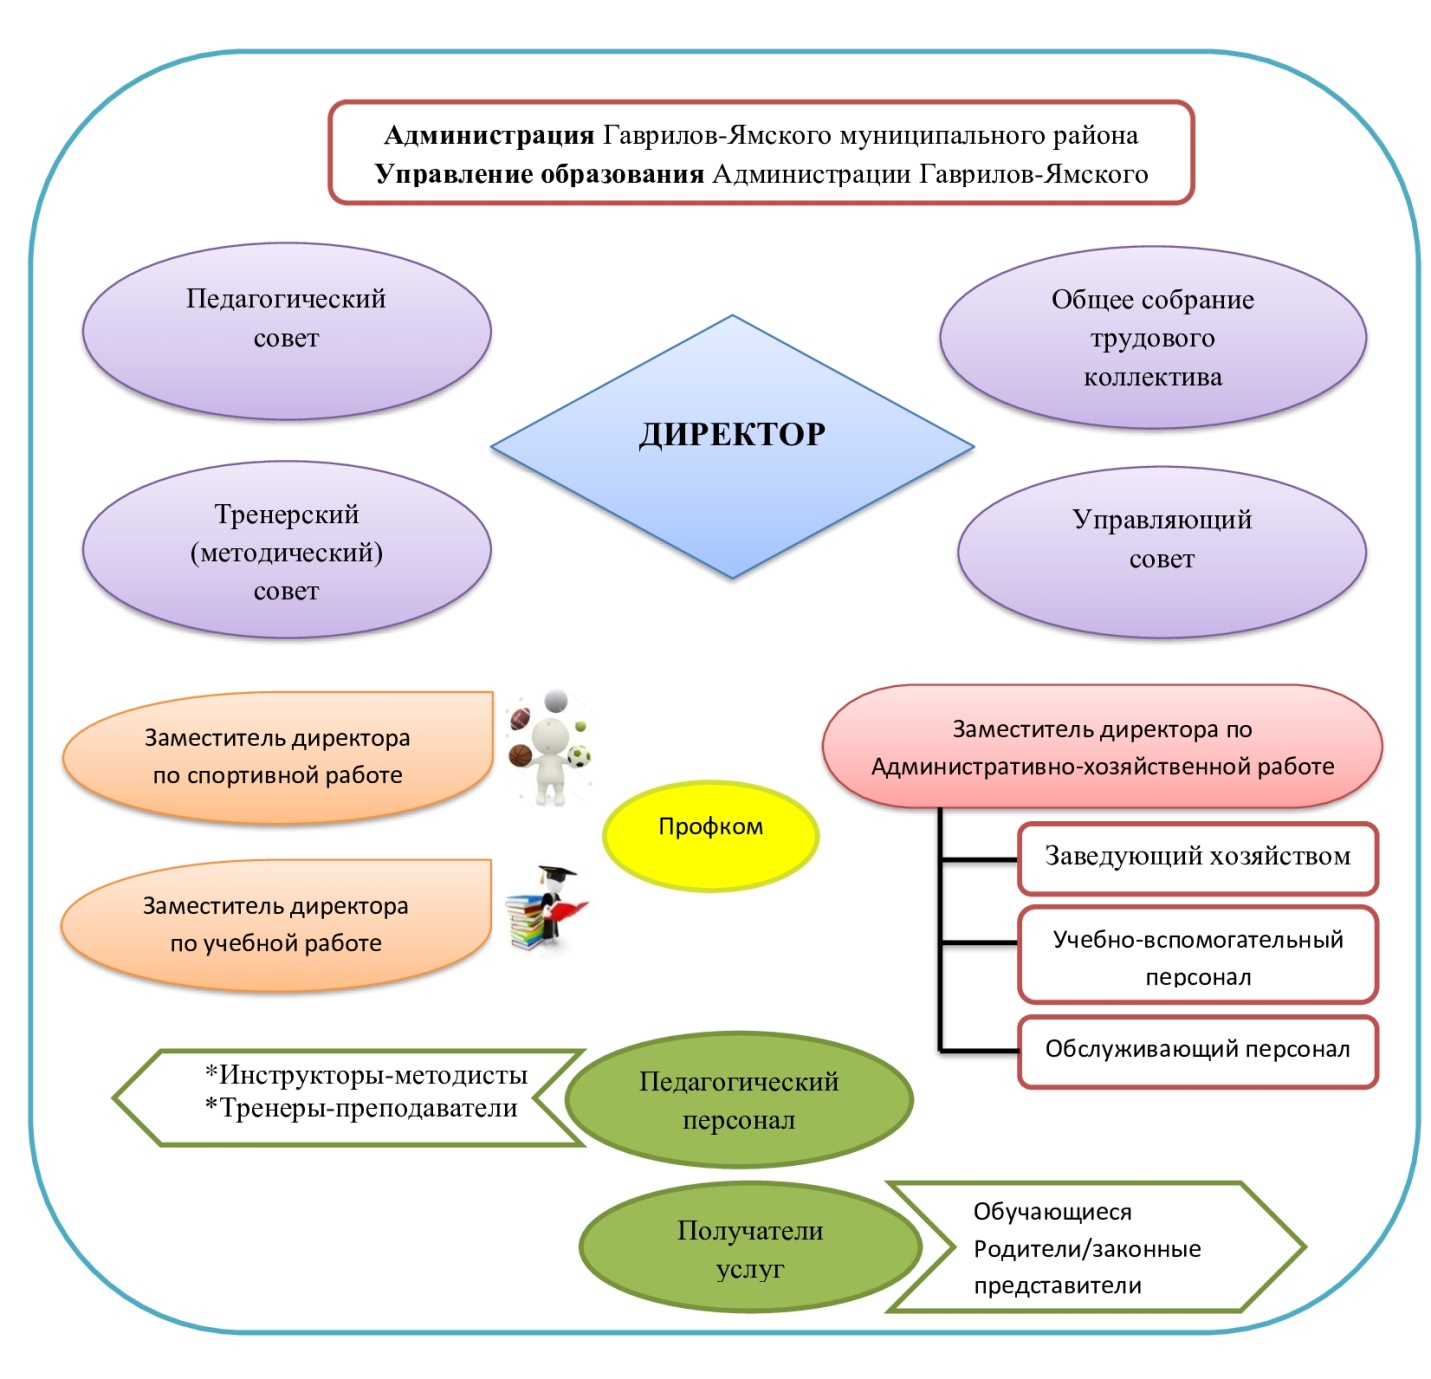 Администрация Гаврилов-Ямского муниципального района
Управление образования Администрации Гаврилов-Ямского
Педагогический
совет
Общее собрание
трудового
коллектива
ДИРЕКТОР
Тренерский
(методический)
совет
Управляющий
совет
Заместитель директора
по спортивной работе
Заместитель директора по
Административно-хозяйственной работе
Профком
Заведующий хозяйством
Заместитель директора
по учебной работе
Учебно-вспомогательный
персонал
Обслуживающий персонал
*Инструкторы-методисты
*Тренеры-преподаватели
Педагогический
персонал
Получатели
услуг
Обучающиеся
Родители/законные
представители